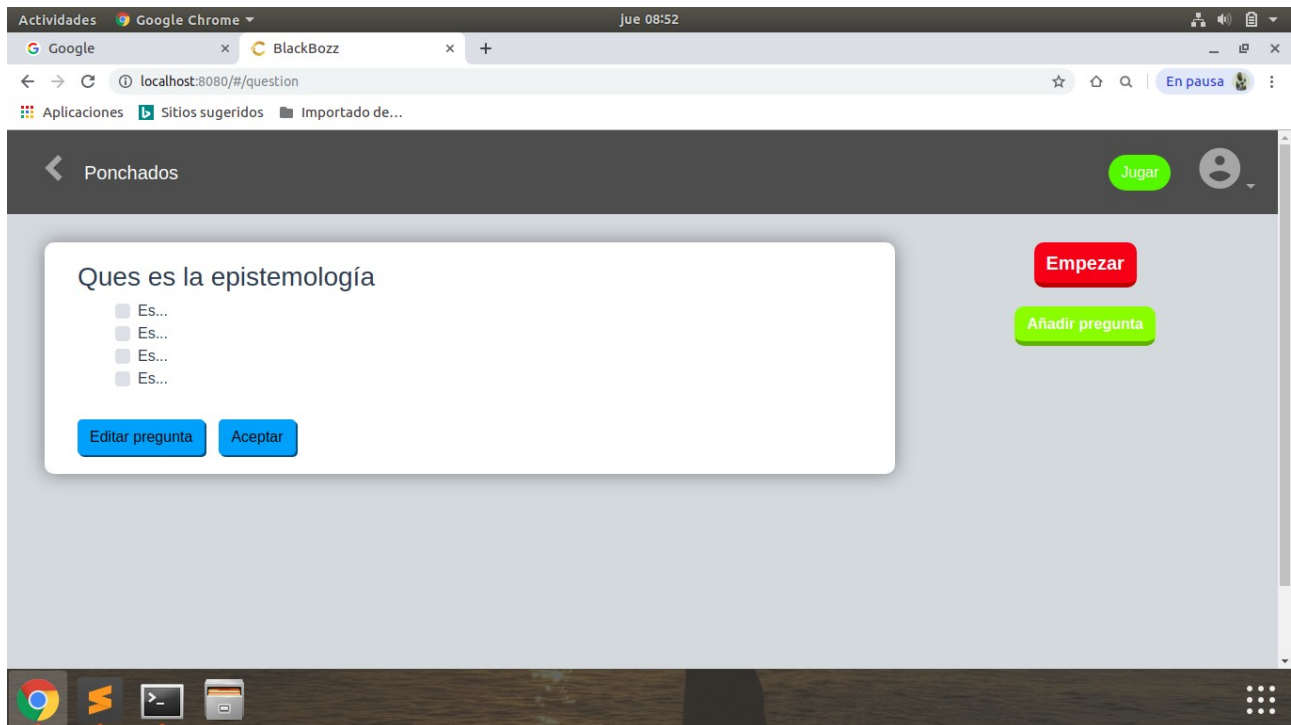 Actividades Google Chrome jue 08:52
Google BlackBozz
localhost:8080/#/question En pausa
Aplicaciones Sitios sugeridos Importado de...
Ponchados Jugar
Ques es la epistemología
Es...
Es...
Es...
Es...
Editar pregunta Aceptar
Empezar
Añadir pregunta